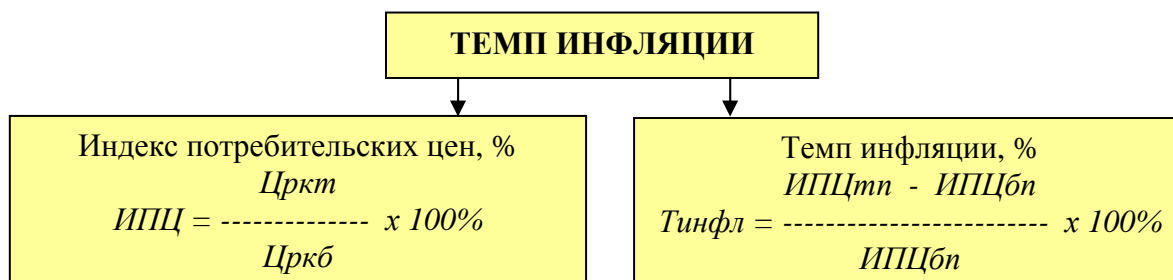 ТЕМП ИНФЛЯЦИИ
Индекс потребительских цен, %
Цркт
ИПЦ = -------------- х 100%
Цркб
Темп инфляции, %
ИПЦтп - ИПЦбп
Тинфл = ------------------------- х 100%
ИПЦбп